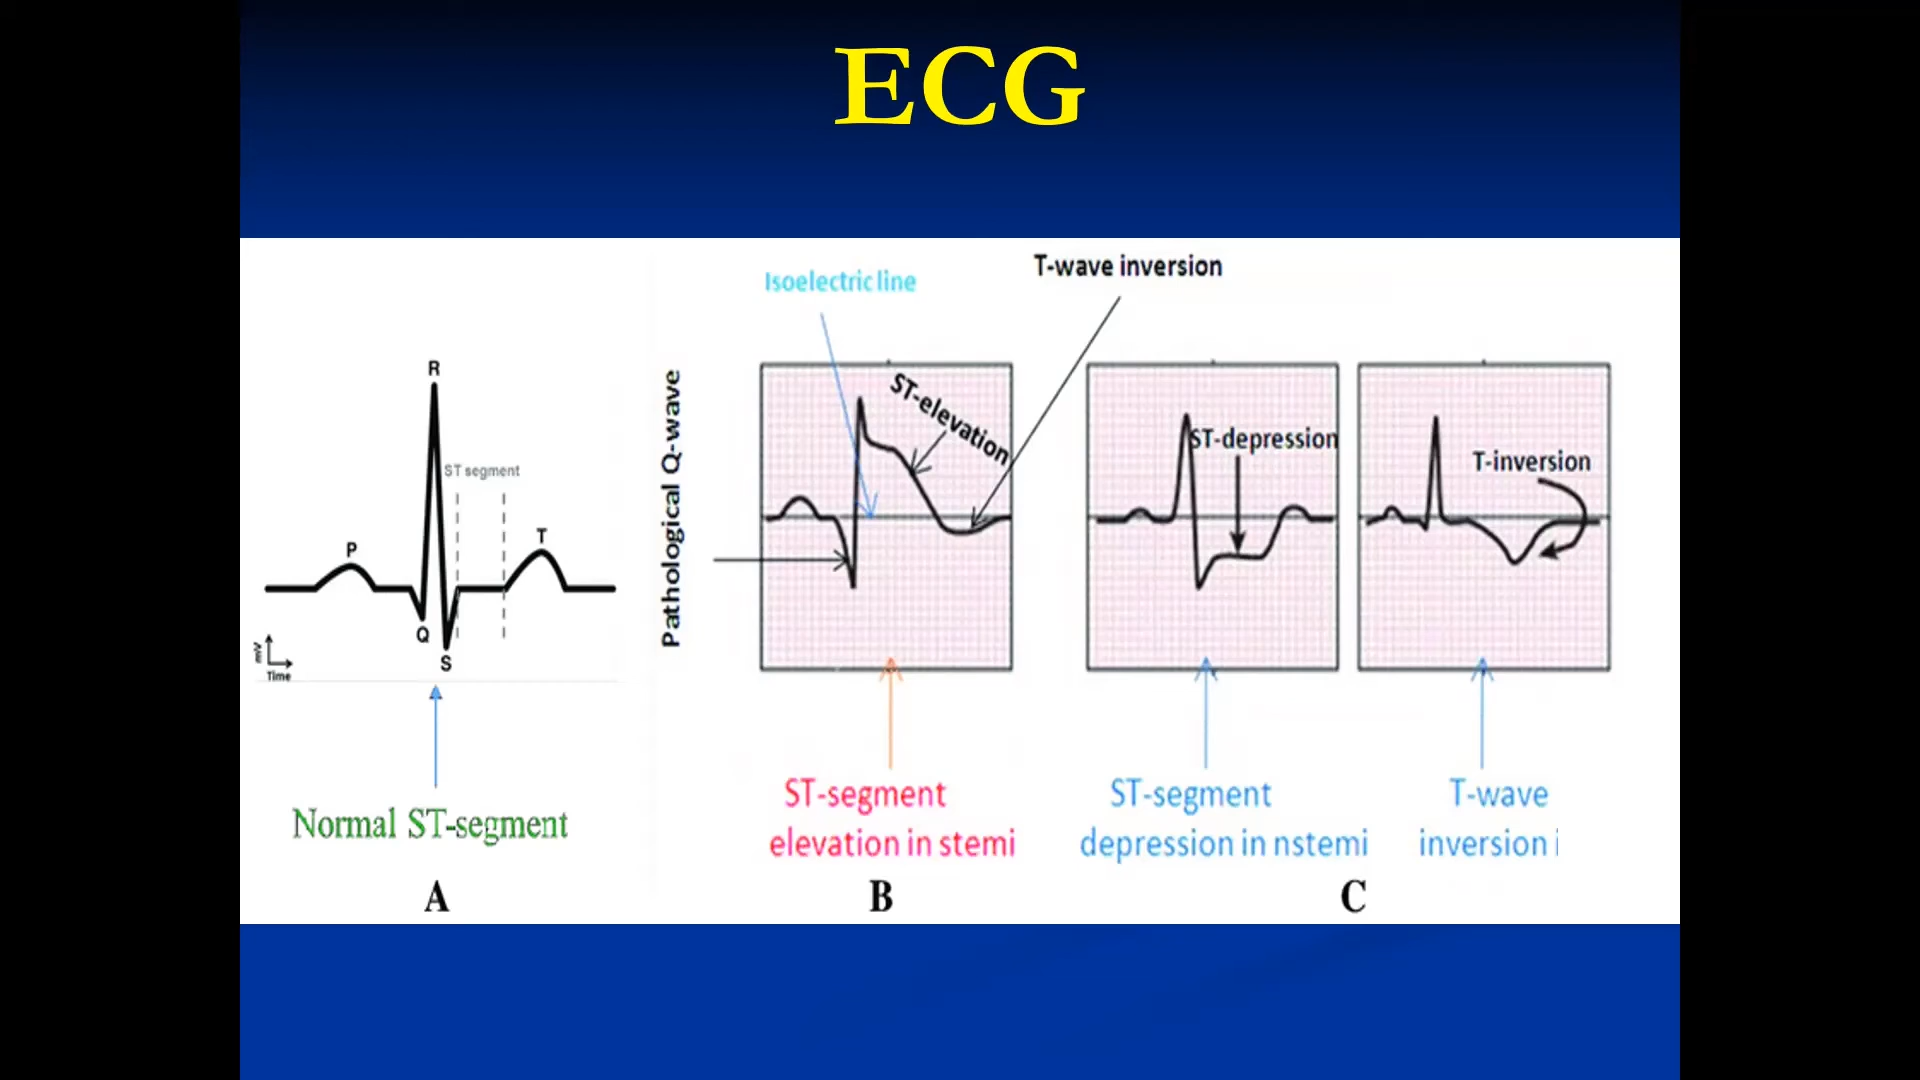 ECG
R
ST segment
P
T
Q
S
mV
Time
Normal ST-segment
A
Isoelectric line
T-wave inversion
Pathological Q-wave
ST-elevation
ST-segment
elevation in stemi
B
ST-depression
ST-segment
depression in nstemi
T-inversion
T-wave
inversion i
C